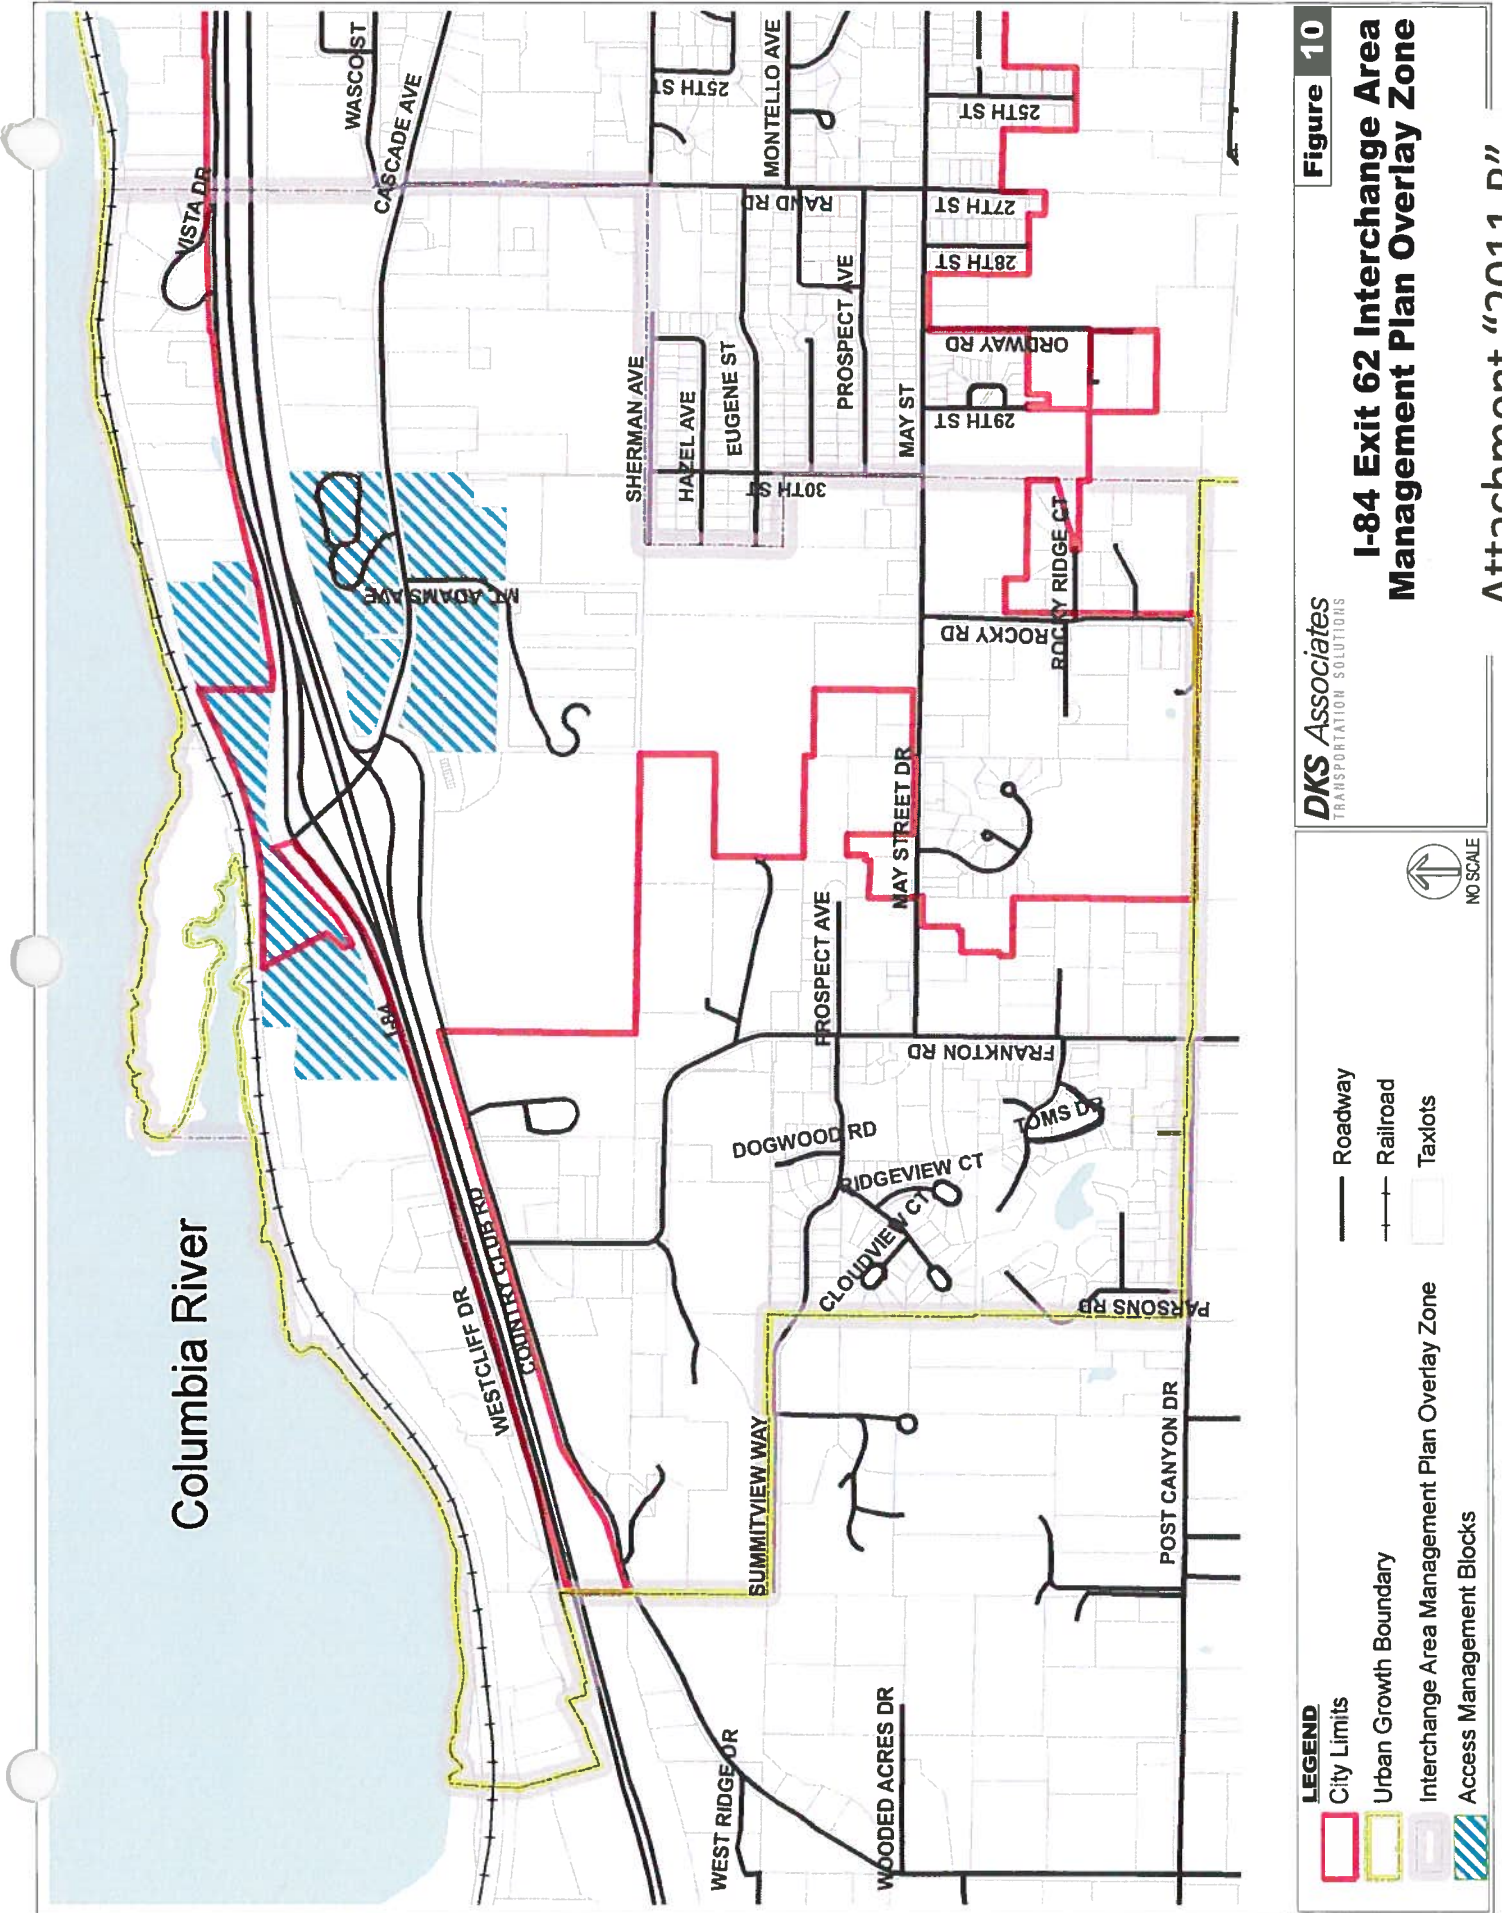 Columbia River
VISTA DR
WASCO ST
CASCADE AVE
25TH ST
MONTELLO AVE
25TH ST
RAND RD
27TH ST
28TH ST
SHERMAN AVE
HAZEL AVE
EUGENE ST
PROSPECT AVE
MAY ST
ORDWAY RD
29TH ST
30TH ST
MT. ADAMS AVE
ROCKY RIDGE CT
ROCKY RD
I-84
MAY STREET DR
PROSPECT AVE
FRANKTON RD
DOGWOOD RD
RIDGEVIEW CT
CLOUDVIEW CT
TOMS DR
PARSONS RD
WESTCLIFF DR
COUNTRY CLUB RD
SUMMITVIEW WAY
POST CANYON DR
WEST RIDGE DR
WOODED ACRES DR
LEGEND
City Limits
Urban Growth Boundary
Interchange Area Management Plan Overlay Zone
Access Management Blocks
Roadway
Railroad
Taxlots
NO SCALE
DKS Associates
TRANSPORTATION SOLUTIONS
Figure 10
I-84 Exit 62 Interchange Area
Management Plan Overlay Zone
Attachment "2011 B"